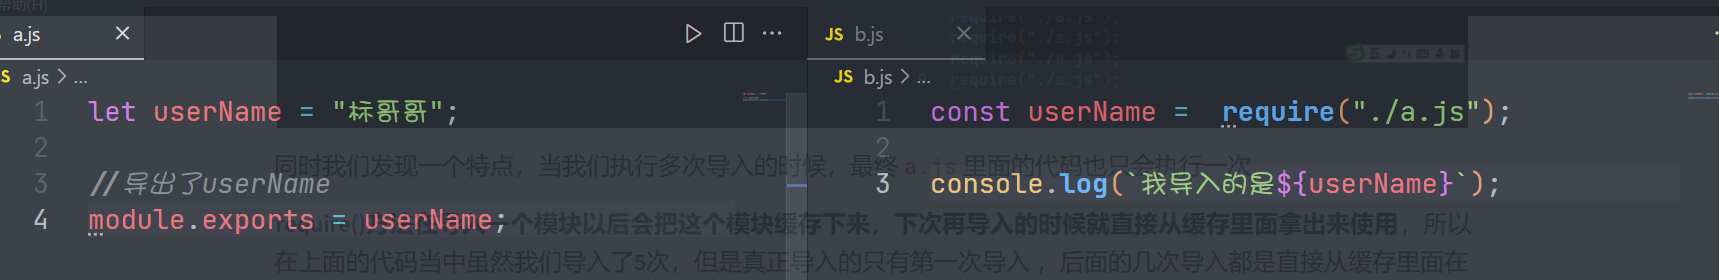 帮助(H)
a.js
JS b.js
require("./a.js");
require("./a.js");
require("./a.js");
a.js > ...
1 let userName = "标哥哥";
2
3 //导出了userName
4 module.exports = userName;
JS b.js > ...
1 const userName = require("./a.js");
2
3 console.log(`我导入的是${userName}`);
同时我们发现一个特点，当我们执行多次导入的时候，最终 a.js 里面的代码也只会执行一次
一个模块以后会把这个模块缓存下来，下次再导入的时候就直接从缓存里面拿出来使用，所以
在上面的代码当中虽然我们导入了5次，但是真正导入的只有第一次导入，后面的几次导入都是直接从缓存里面在